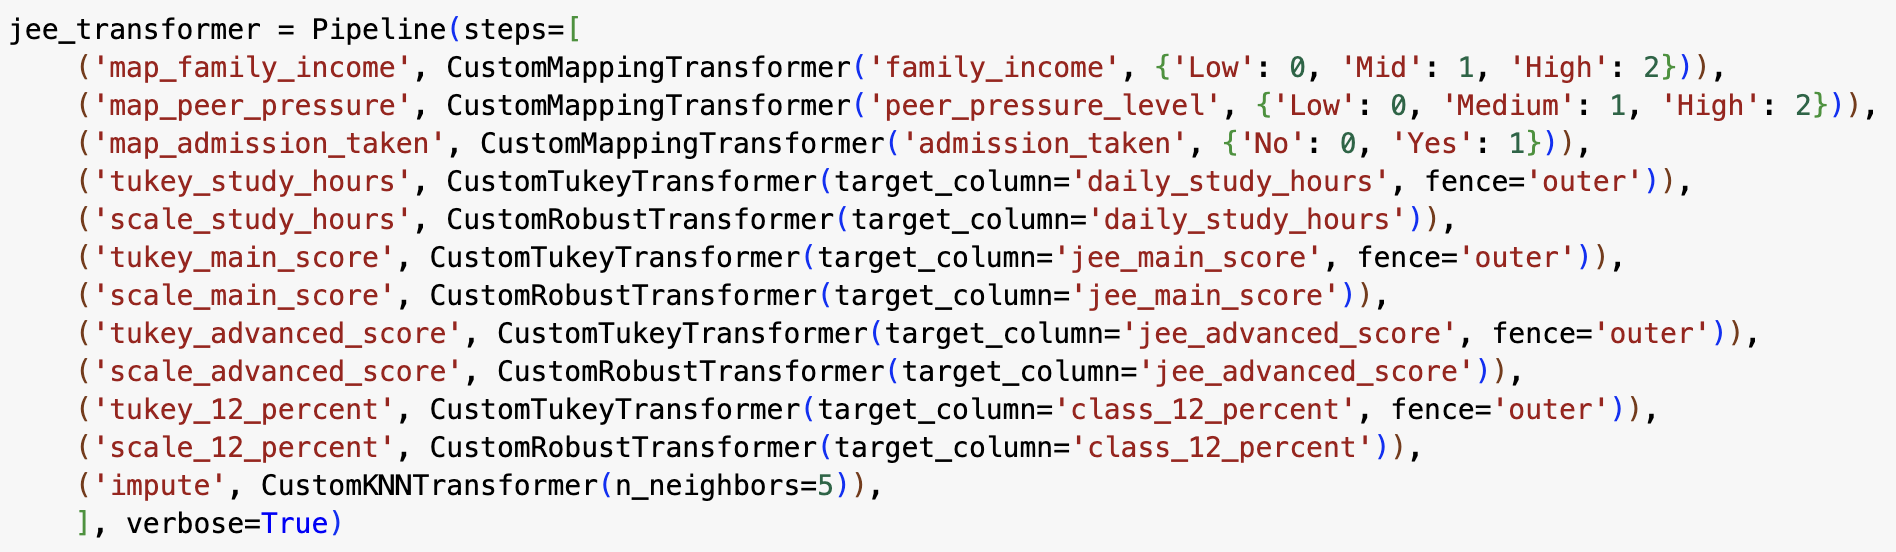 jee_transformer = Pipeline(steps=[
    ('map_family_income', CustomMappingTransformer('family_income', {'Low': 0, 'Mid': 1, 'High': 2})),
    ('map_peer_pressure', CustomMappingTransformer('peer_pressure_level', {'Low': 0, 'Medium': 1, 'High': 2})),
    ('map_admission_taken', CustomMappingTransformer('admission_taken', {'No': 0, 'Yes': 1})),
    ('tukey_study_hours', CustomTukeyTransformer(target_column='daily_study_hours', fence='outer')),
    ('scale_study_hours', CustomRobustTransformer(target_column='daily_study_hours')),
    ('tukey_main_score', CustomTukeyTransformer(target_column='jee_main_score', fence='outer')),
    ('scale_main_score', CustomRobustTransformer(target_column='jee_main_score')),
    ('tukey_advanced_score', CustomTukeyTransformer(target_column='jee_advanced_score', fence='outer')),
    ('scale_advanced_score', CustomRobustTransformer(target_column='jee_advanced_score')),
    ('tukey_12_percent', CustomTukeyTransformer(target_column='class_12_percent', fence='outer')),
    ('scale_12_percent', CustomRobustTransformer(target_column='class_12_percent')),
    ('impute', CustomKNNTransformer(n_neighbors=5)),
    ], verbose=True)